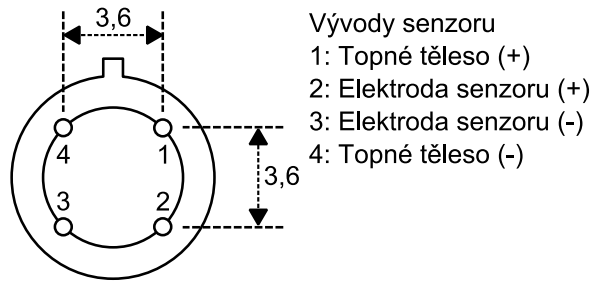 3,6
Vývody senzoru
1: Topné těleso (+)
2: Elektroda senzoru (+)
3: Elektroda senzoru (-)
4: Topné těleso (-)
4 1
3,6
3 2